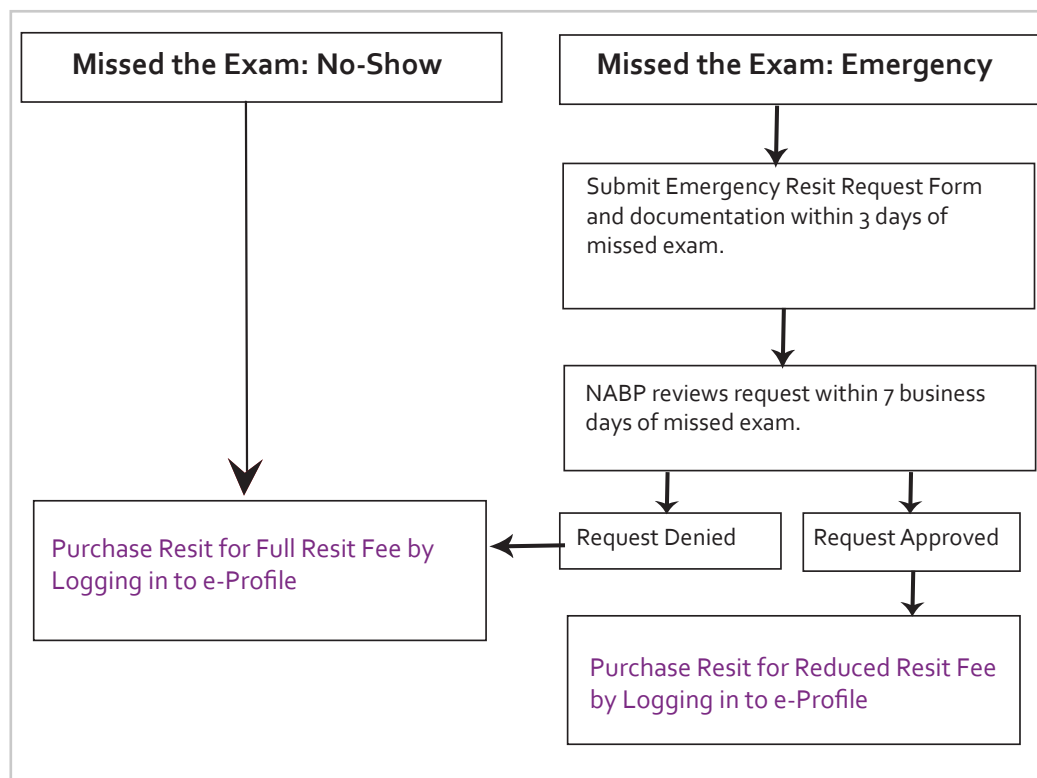 Missed the Exam: No-Show
Missed the Exam: Emergency
Submit Emergency Resit Request Form
and documentation within 3 days of
missed exam.
NABP reviews request within 7 business
days of missed exam.
Request Denied
Request Approved
Purchase Resit for Full Resit Fee by
Logging in to e-Profile
Purchase Resit for Reduced Resit Fee
by Logging in to e-Profile